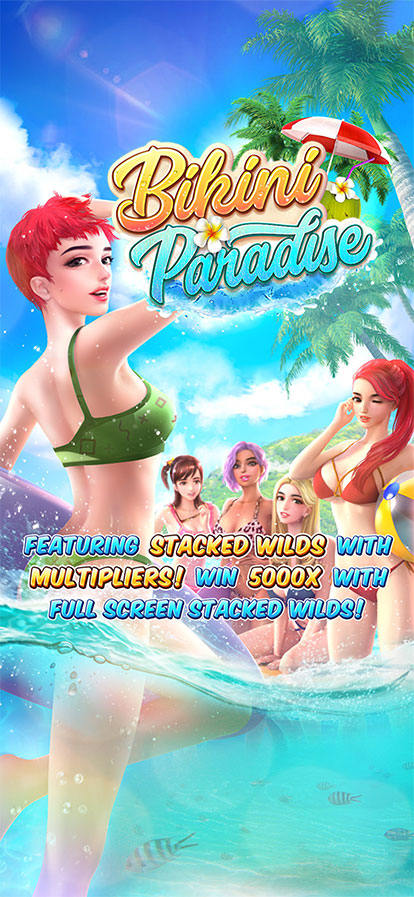 Bikini
Paradise
FEATURING STACKED WILDS WITH
MULTIPLIERS! WIN 5000X WITH
FULL SCREEN STACKED WILDS!